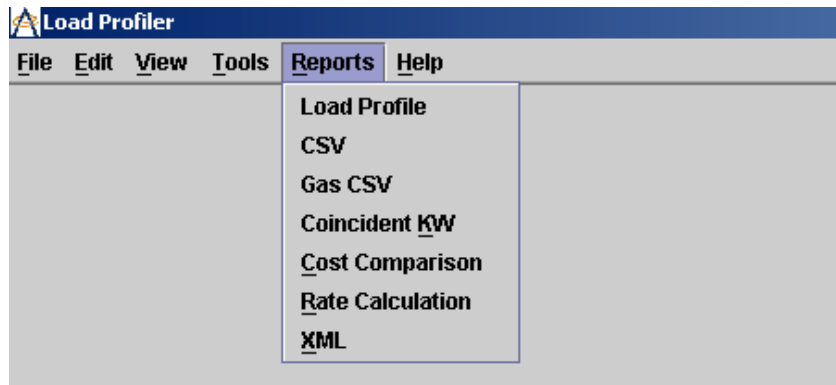 Load Profiler
File Edit View Tools Reports Help
Load Profile
CSV
Gas CSV
Coincident KW
Cost Comparison
Rate Calculation
XML